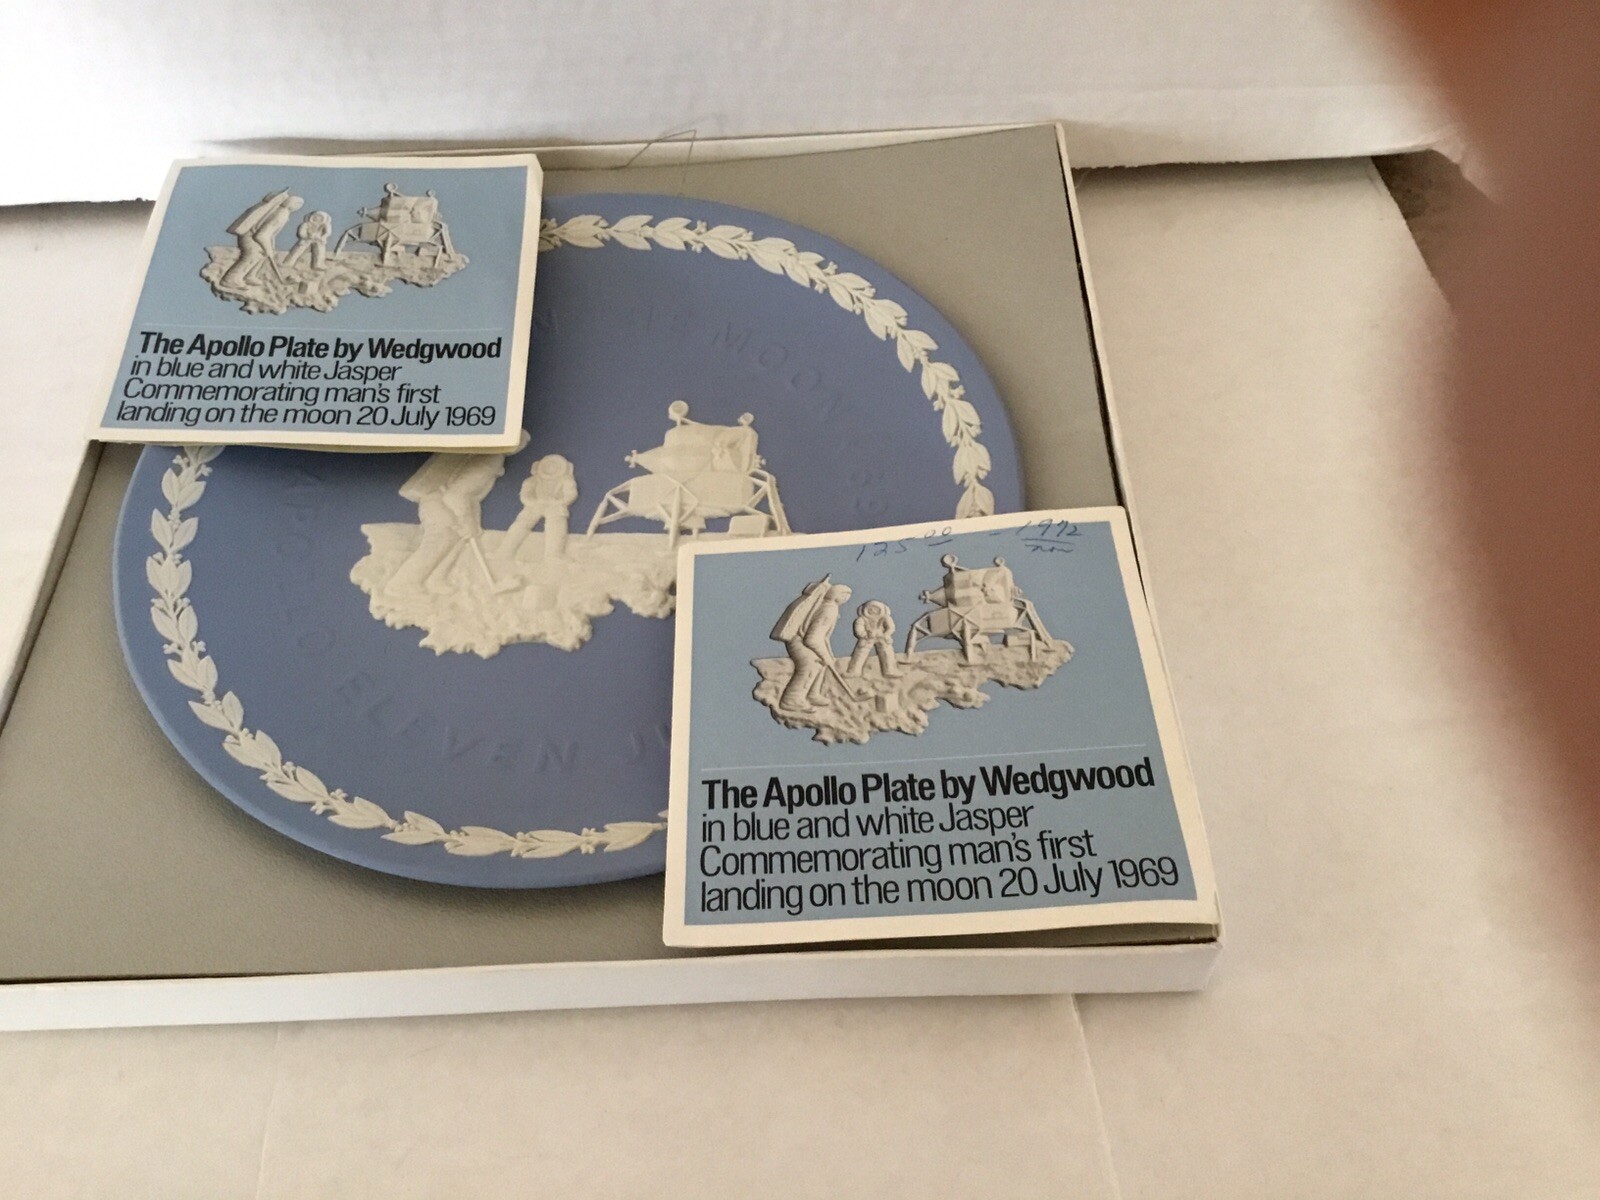 The Apollo Plate by Wedgwood
in blue and white Jasper
Commemorating man's first
landing on the moon 20 July 1969
MOON
APOLLO ELEVEN
125 00 - 1972
The Apollo Plate by Wedgwood
in blue and white Jasper
Commemorating man's first
landing on the moon 20 July 1969